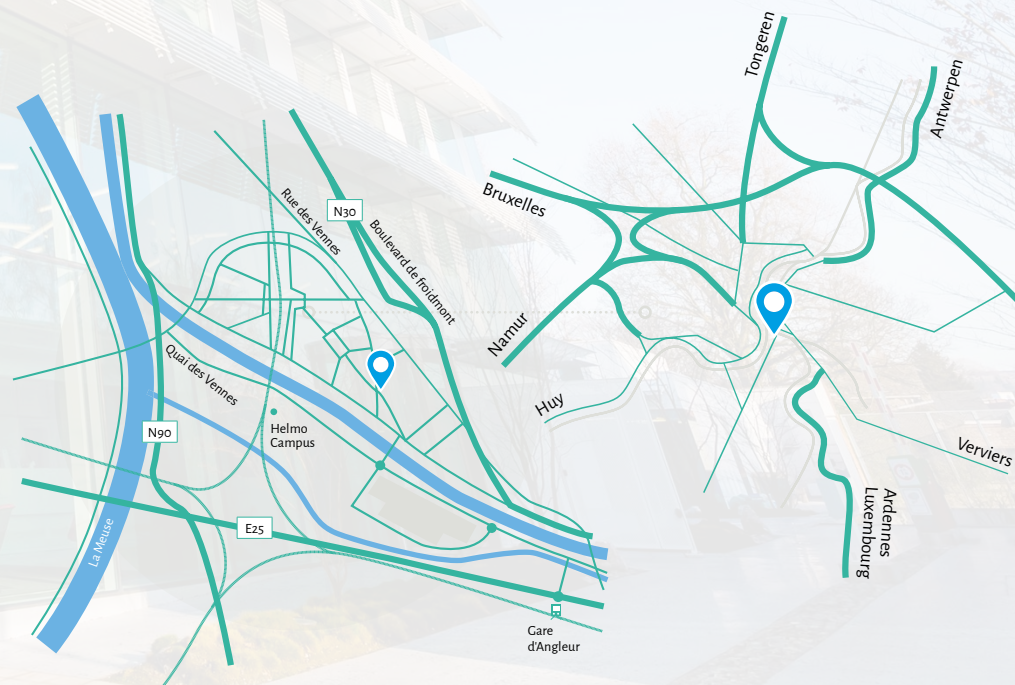 Tongeren
Antwerpen
Bruxelles
Rue des Vennes
N30
Boulevard de froidmont
Namur
Quai des Vennes
Huy
Helmo
Campus
N90
Verviers
Ardennes
Luxembourg
E25
La Meuse
Gare
d'Angleur